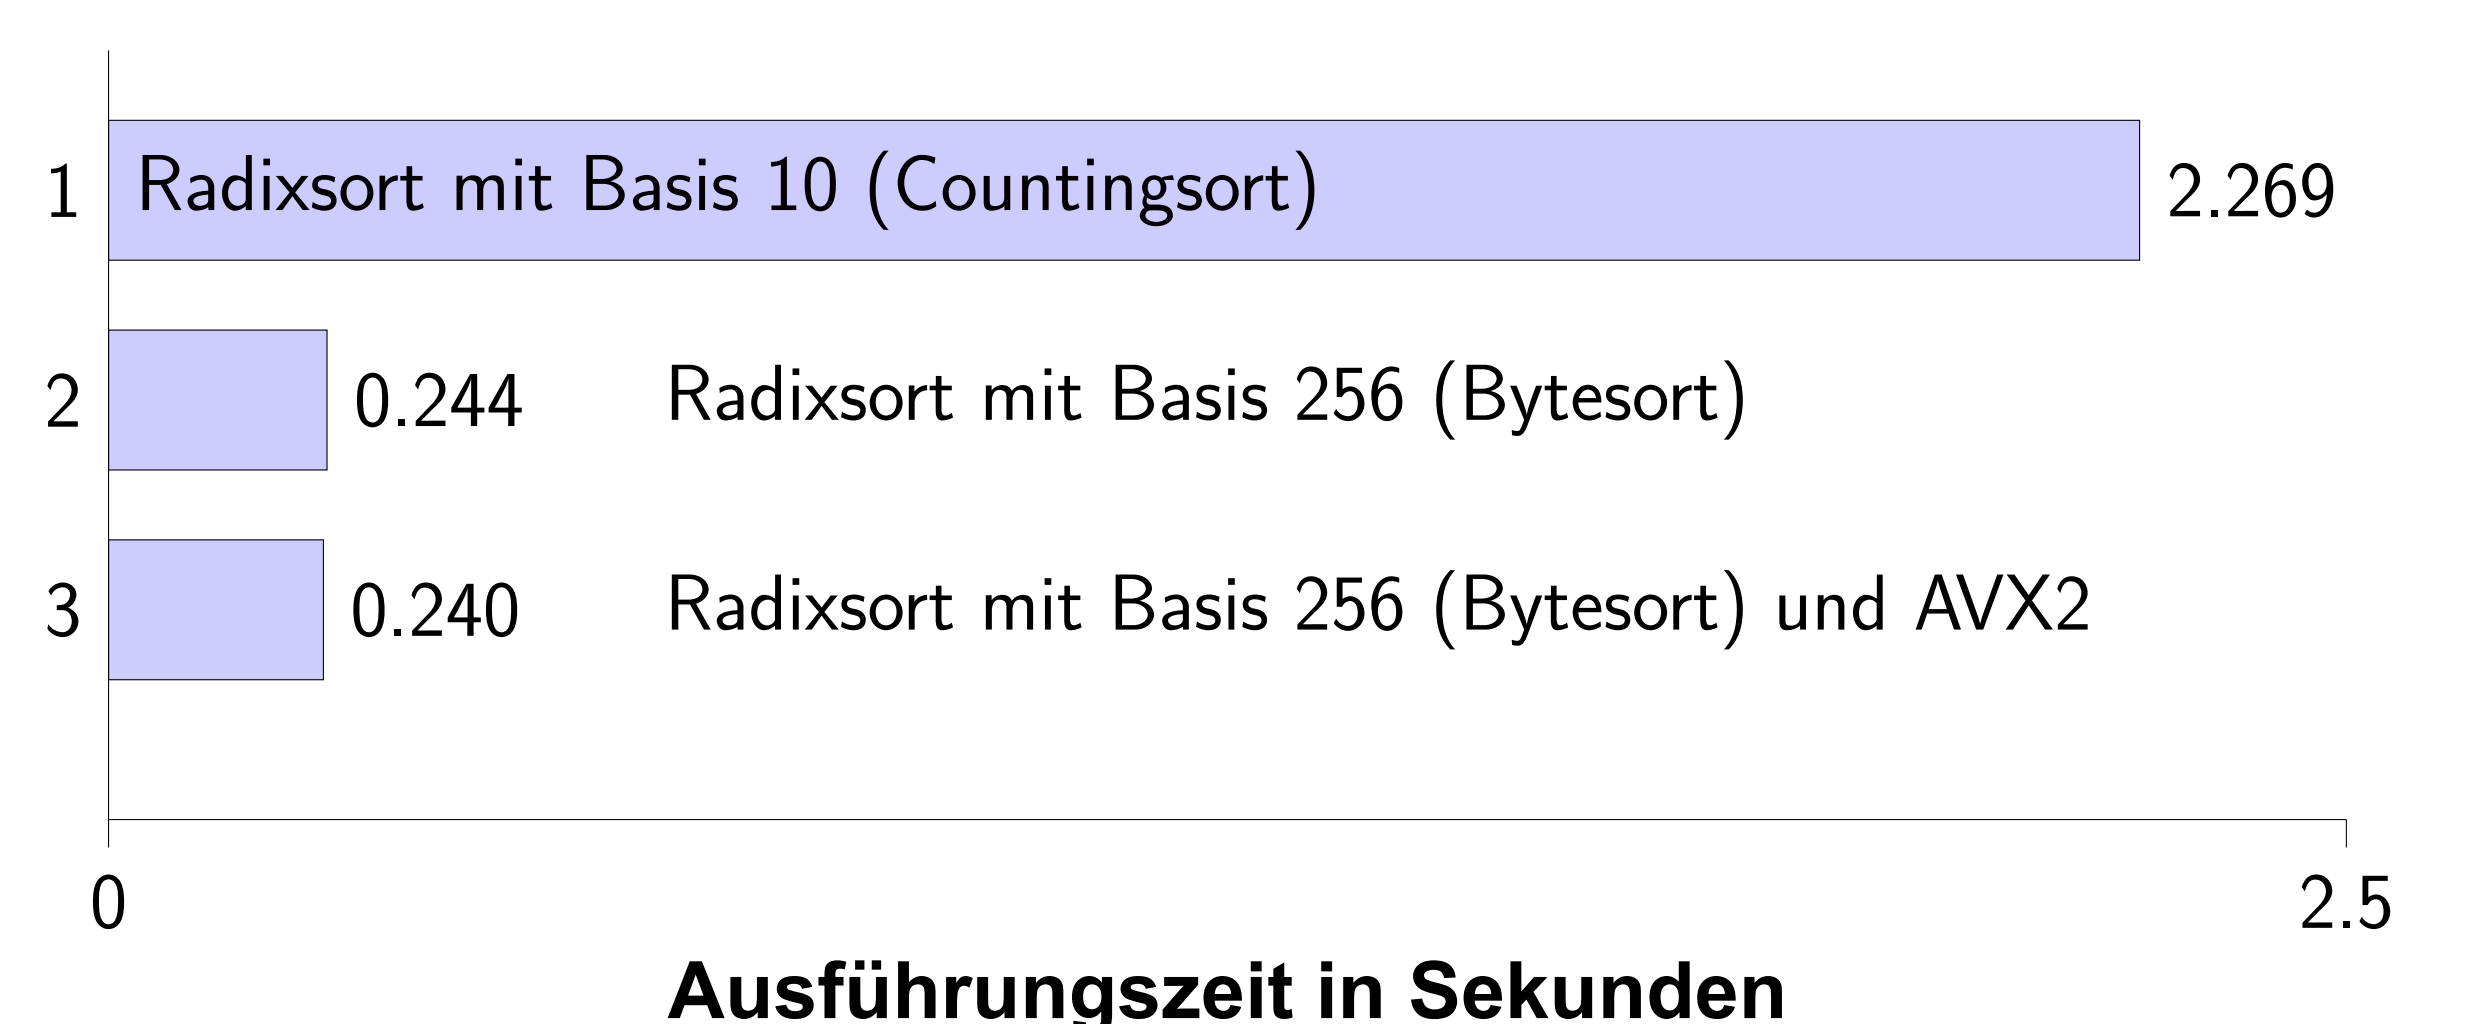 1 Radixsort mit Basis 10 (Countingsort) 2.269
2 0.244 Radixsort mit Basis 256 (Bytesort)
3 0.240 Radixsort mit Basis 256 (Bytesort) und AVX2
0 2.5
Ausführungszeit in Sekunden